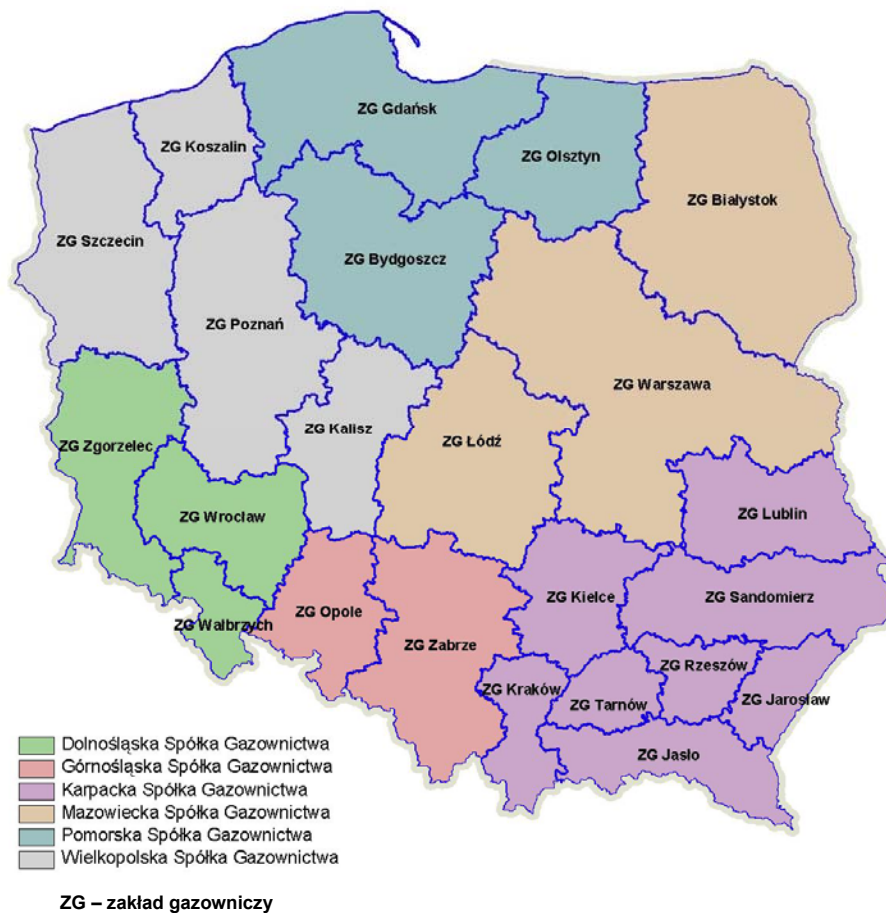 ZG Gdańsk
ZG Koszalin
ZG Olsztyn
ZG Białystok
ZG Szczecin
ZG Bydgoszcz
ZG Poznań
ZG Warszawa
ZG Kalisz
ZG Zgorzelec
ZG Łódź
ZG Wrocław
ZG Lublin
ZG Kielce
ZG Sandomierz
ZG Opole
ZG Wałbrzych
ZG Zabrze
ZG Rzeszów
ZG Kraków
ZG Tarnów
ZG Jarosław
ZG Jasło
Dolnośląska Spółka Gazownictwa
Górnośląska Spółka Gazownictwa
Karpacka Spółka Gazownictwa
Mazowiecka Spółka Gazownictwa
Pomorska Spółka Gazownictwa
Wielkopolska Spółka Gazownictwa
ZG – zakład gazowniczy